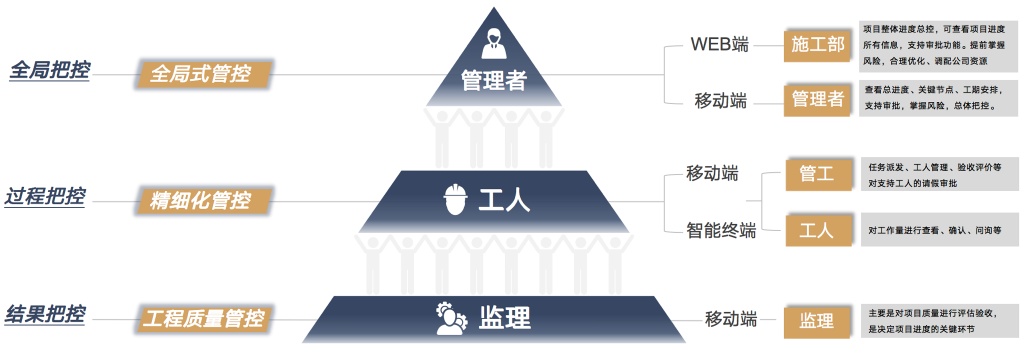 全局把控
全局式管控
管理者
WEB端
施工部
项目整体进度总控，可查看项目进度
所有信息，支持审批功能。提前掌握
风险，合理优化、调配公司资源
移动端
管理者
查看总进度、关键节点、工期安排，
支持审批，掌握风险，总体把控。
过程把控
精细化管控
工人
移动端
管工
任务派发、工人管理、验收评价等
对支持工人的请假审批
智能终端
工人
对工作量进行查看、确认、问询等
结果把控
工程质量管控
监理
移动端
监理
主要是对项目质量进行评估验收，
是决定项目进度的关键环节